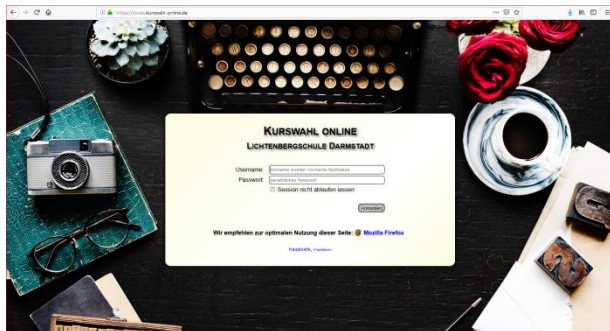 Kurswahl online
Lichtenbergschule Darmstadt
Username:
Passwort:
Session nicht ablaufen lassen
Anmelden
Wir empfehlen zur optimalen Nutzung dieser Seite: Mozilla Firefox